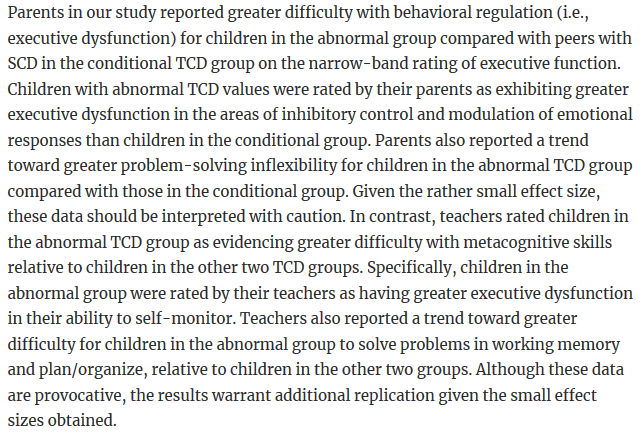 Parents in our study reported greater difficulty with behavioral regulation (i.e.,
executive dysfunction) for children in the abnormal group compared with peers with
SCD in the conditional TCD group on the narrow-band rating of executive function.
Children with abnormal TCD values were rated by their parents as exhibiting greater
executive dysfunction in the areas of inhibitory control and modulation of emotional
responses than children in the conditional group. Parents also reported a trend
toward greater problem-solving inflexibility for children in the abnormal TCD group
compared with those in the conditional group. Given the rather small effect size,
these data should be interpreted with caution. In contrast, teachers rated children in
the abnormal TCD group as evidencing greater difficulty with metacognitive skills
relative to children in the other two TCD groups. Specifically, children in the
abnormal group were rated by their teachers as having greater executive dysfunction
in their ability to self-monitor. Teachers also reported a trend toward greater
difficulty for children in the abnormal group to solve problems in working memory
and plan/organize, relative to children in the other two groups. Although these data
are provocative, the results warrant additional replication given the small effect
sizes obtained.